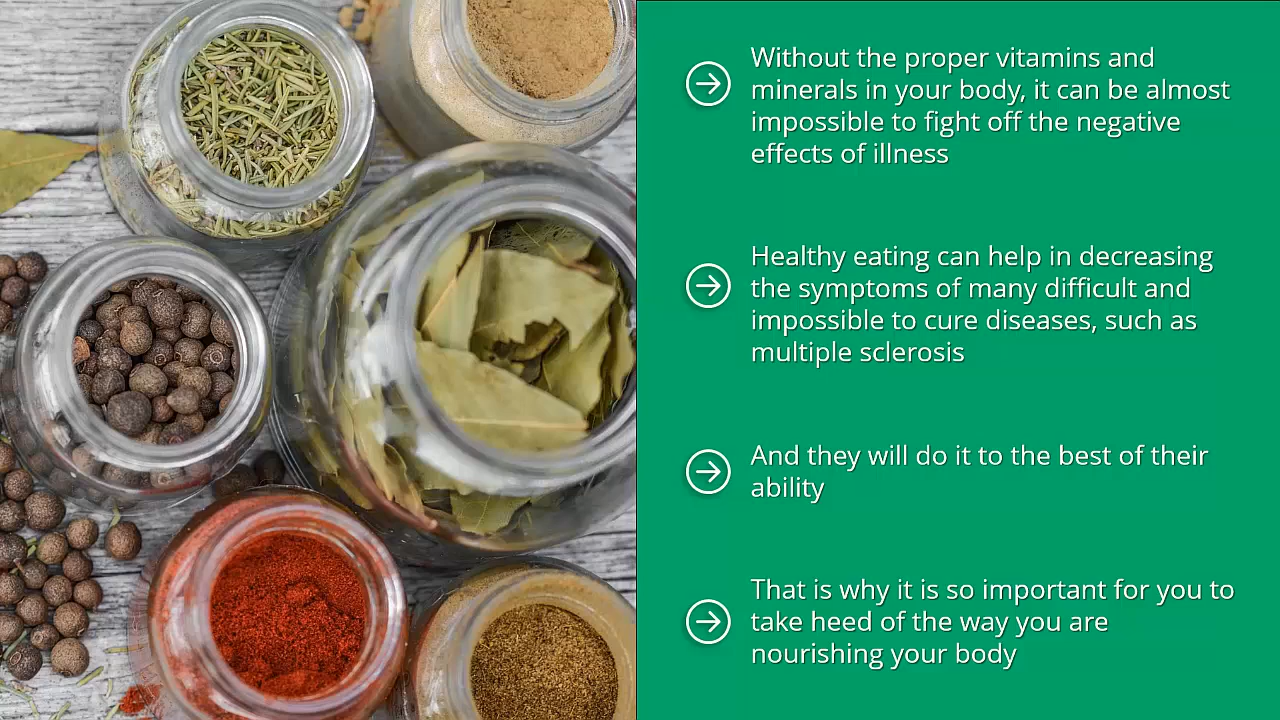 Without the proper vitamins and
minerals in your body, it can be almost
impossible to fight off the negative
effects of illness
Healthy eating can help in decreasing
the symptoms of many difficult and
impossible to cure diseases, such as
multiple sclerosis
And they will do it to the best of their
ability
That is why it is so important for you to
take heed of the way you are
nourishing your body